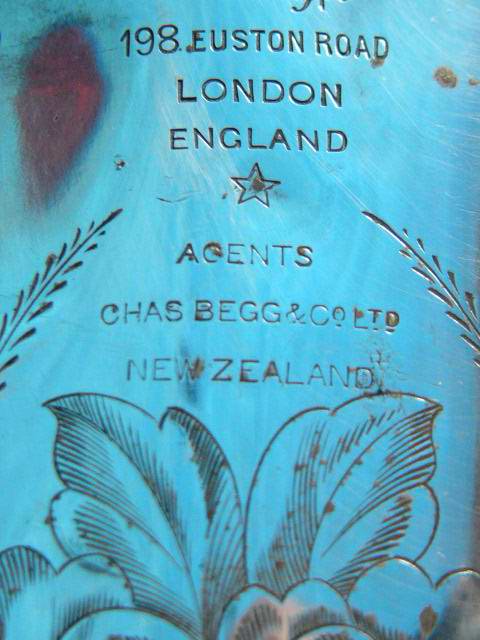 198. EUSTON ROAD
LONDON
ENGLAND
AGENTS
CHAS BEGG & Co LTD
NEW ZEALAND